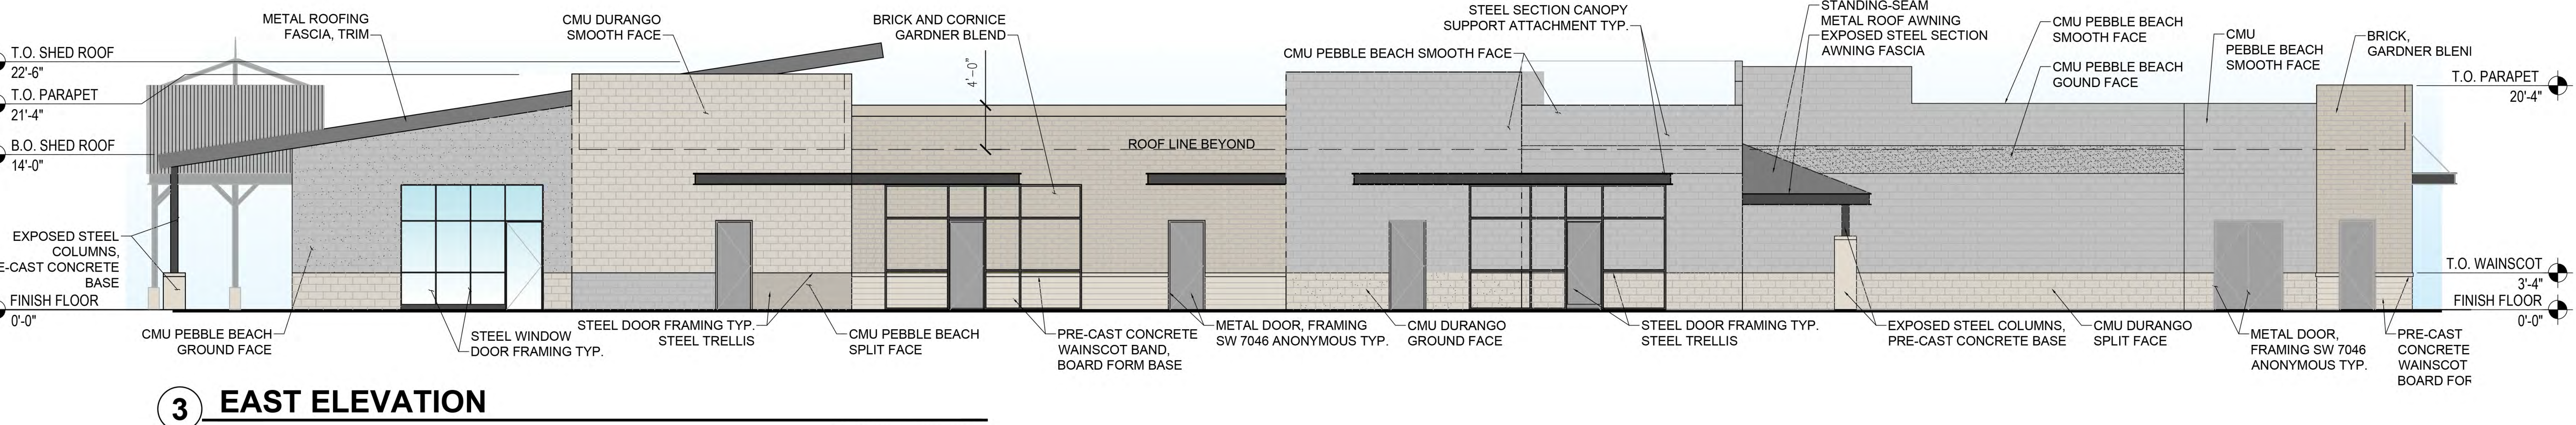 T.O. SHED ROOF
22'-6"
T.O. PARAPET
21'-4"
B.O. SHED ROOF
14'-0"
EXPOSED STEEL
COLUMNS,
E-CAST CONCRETE
BASE
FINISH FLOOR
0'-0"
METAL ROOFING
FASCIA, TRIM
CMU DURANGO
SMOOTH FACE
BRICK AND CORNICE
GARDNER BLEND
4'-0"
ROOF LINE BEYOND
STEEL SECTION CANOPY
SUPPORT ATTACHMENT TYP.
CMU PEBBLE BEACH SMOOTH FACE
STANDING-SEAM
METAL ROOF AWNING
EXPOSED STEEL SECTION
AWNING FASCIA
CMU PEBBLE BEACH
SMOOTH FACE
CMU PEBBLE BEACH
GOUND FACE
CMU
PEBBLE BEACH
SMOOTH FACE
BRICK,
GARDNER BLEN
T.O. PARAPET
20'-4"
T.O. WAINSCOT
3'-4"
FINISH FLOOR
0'-0"
CMU PEBBLE BEACH
GROUND FACE
STEEL WINDOW
DOOR FRAMING TYP.
STEEL DOOR FRAMING TYP.
STEEL TRELLIS
CMU PEBBLE BEACH
SPLIT FACE
PRE-CAST CONCRETE
WAINSCOT BAND,
BOARD FORM BASE
METAL DOOR, FRAMING
SW 7046 ANONYMOUS TYP.
CMU DURANGO
GROUND FACE
STEEL DOOR FRAMING TYP.
STEEL TRELLIS
EXPOSED STEEL COLUMNS,
PRE-CAST CONCRETE BASE
CMU DURANGO
SPLIT FACE
METAL DOOR,
FRAMING SW 7046
ANONYMOUS TYP.
PRE-CAST
CONCRETE
WAINSCOT
BOARD FOR
3 EAST ELEVATION